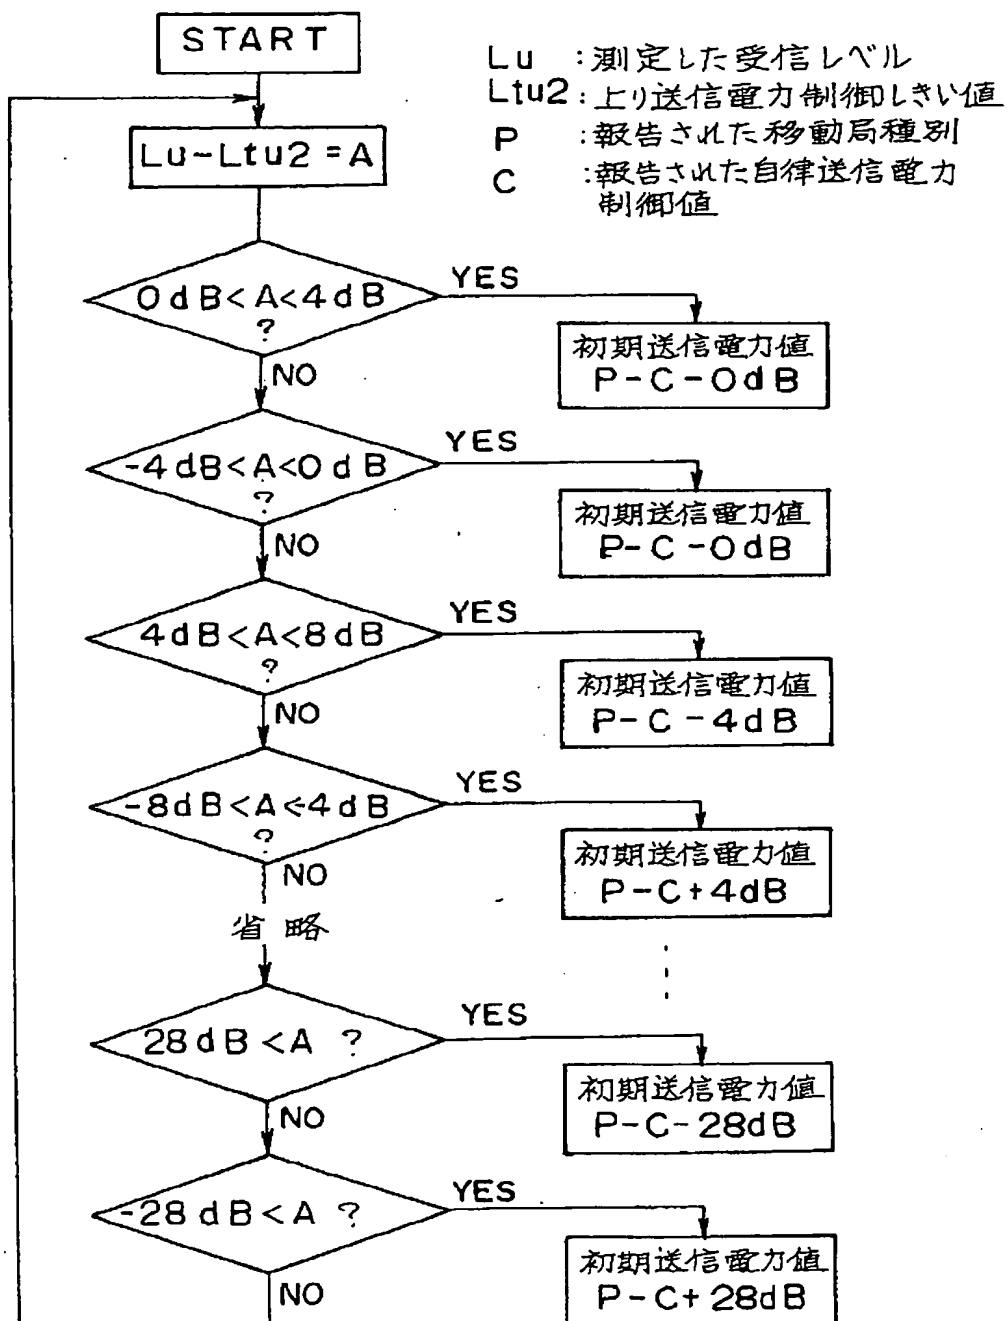 START
Lu :測定した受信レベル
Ltu2:上り送信電力制御しきい値
P :報告された移動局種別
C :報告された自律送信電力
制御値
Lu-Ltu2=A
0dB<A<4dB
?
YES
初期送信電力値
P-C-0dB
NO
-4dB<A<0dB
?
YES
初期送信電力値
P-C-0dB
NO
4dB<A<8dB
?
YES
初期送信電力値
P-C-4dB
NO
-8dB<A<-4dB
?
YES
初期送信電力値
P-C+4dB
NO
省略
28dB<A ?
YES
初期送信電力値
P-C-28dB
NO
-28dB<A ?
YES
初期送信電力値
P-C+28dB
NO